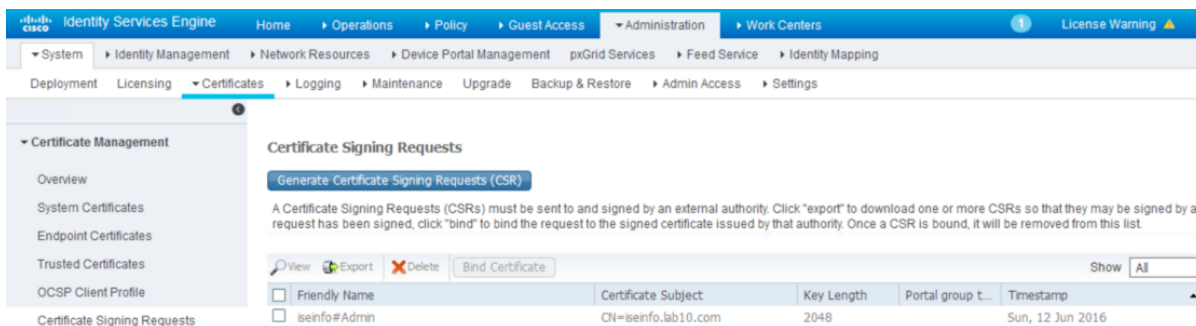 cisco Identity Services Engine Home Operations Policy Guest Access Administration Work Centers 1 License Warning
System Identity Management Network Resources Device Portal Management pxGrid Services Feed Service Identity Mapping
Deployment Licensing Certificates Logging Maintenance Upgrade Backup & Restore Admin Access Settings
Certificate Management
Overview
System Certificates
Endpoint Certificates
Trusted Certificates
OCSP Client Profile
Certificate Signing Requests
Certificate Signing Requests
Generate Certificate Signing Requests (CSR)
A Certificate Signing Requests (CSRs) must be sent to and signed by an external authority. Click "export" to download one or more CSRs so that they may be signed by a
request has been signed, click "bind" to bind the request to the signed certificate issued by that authority. Once a CSR is bound, it will be removed from this list.
View Export Delete Bind Certificate Show All
Friendly Name Certificate Subject Key Length Portal group t... Timestamp
iseinfo#Admin CN=iseinfo.lab10.com 2048 Sun, 12 Jun 2016